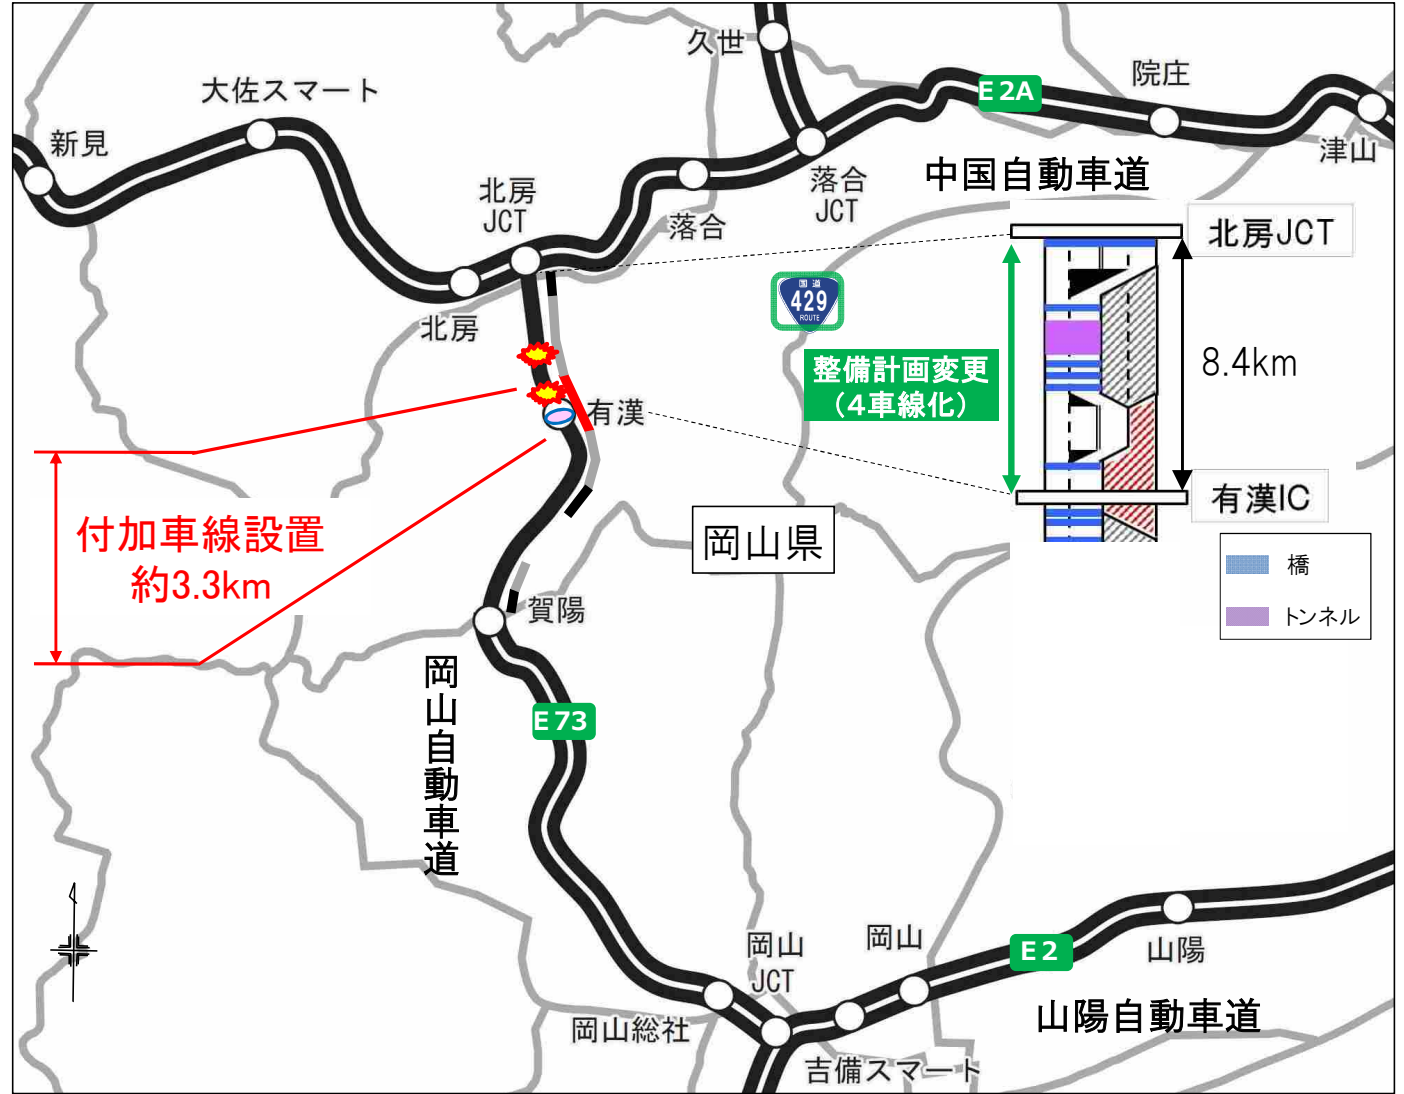 久世
大佐スマート
E2A
院庄
新見
津山
北房
JCT
落合
JCT
中国自動車道
落合
北房JCT
国道
429
ROUTE
北房
整備計画変更
(4車線化)
8.4km
有漢
有漢IC
付加車線設置
約3.3km
岡山県
橋
トンネル
賀陽
岡山自動車道
E73
岡山
JCT
岡山
E2
山陽
岡山総社
山陽自動車道
吉備スマート